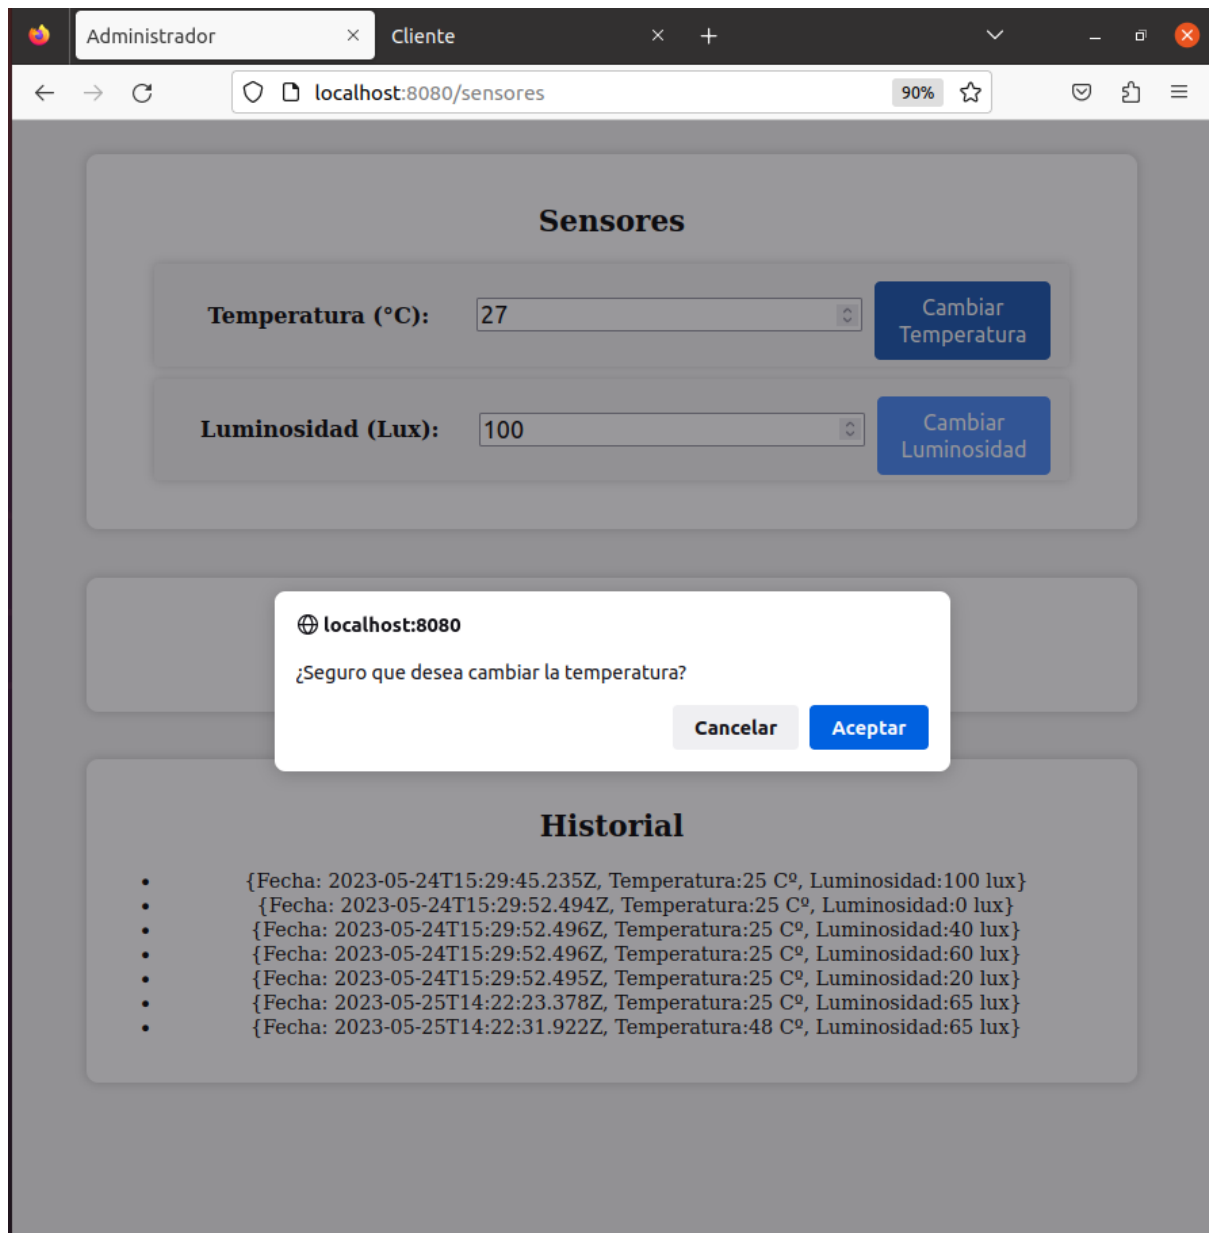 Administrador
Cliente
localhost:8080/sensores
90%
Sensores
Temperatura (°C):
27
Cambiar
Temperatura
Luminosidad (Lux):
100
Cambiar
Luminosidad
localhost:8080
¿Seguro que desea cambiar la temperatura?
Cancelar
Aceptar
Historial
• {Fecha: 2023-05-24T15:29:45.235Z, Temperatura:25 Cº, Luminosidad:100 lux}
• {Fecha: 2023-05-24T15:29:52.494Z, Temperatura:25 Cº, Luminosidad:0 lux}
• {Fecha: 2023-05-24T15:29:52.496Z, Temperatura:25 Cº, Luminosidad:40 lux}
• {Fecha: 2023-05-24T15:29:52.496Z, Temperatura:25 Cº, Luminosidad:60 lux}
• {Fecha: 2023-05-24T15:29:52.495Z, Temperatura:25 Cº, Luminosidad:20 lux}
• {Fecha: 2023-05-25T14:22:23.378Z, Temperatura:25 Cº, Luminosidad:65 lux}
• {Fecha: 2023-05-25T14:22:31.922Z, Temperatura:48 Cº, Luminosidad:65 lux}